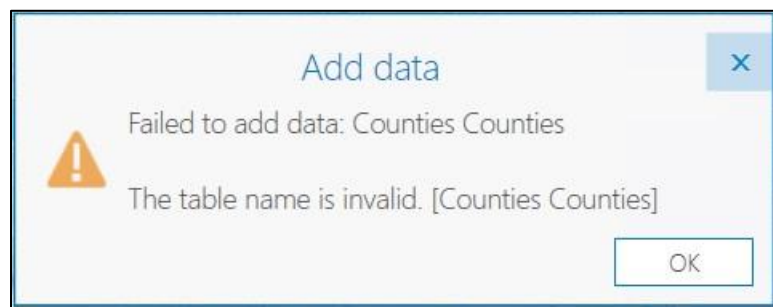 Add data
Failed to add data: Counties Counties
The table name is invalid. [Counties Counties]
OK